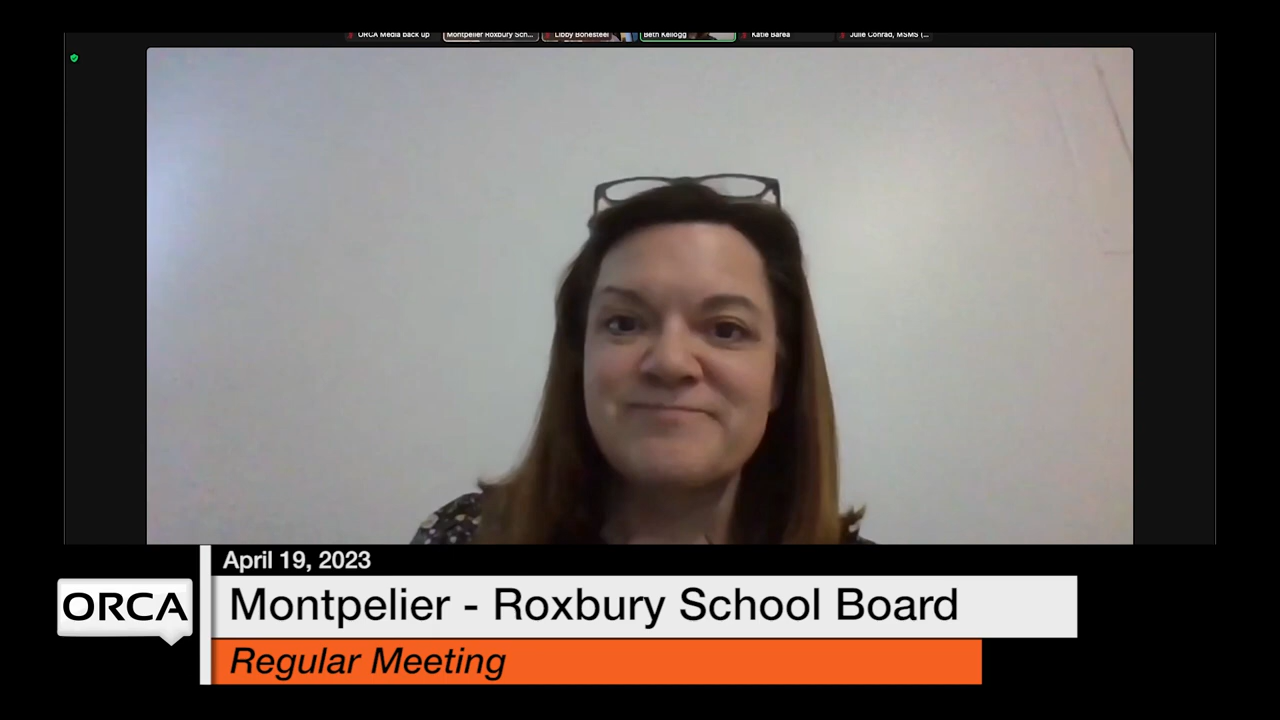 ORCA Media back up Montpelier Roxbury Sch... Libby Bonesteel Beth Kellogg Katie Barea Julie Conrad, MSMS (...
April 19, 2023
ORCA
Montpelier - Roxbury School Board
Regular Meeting